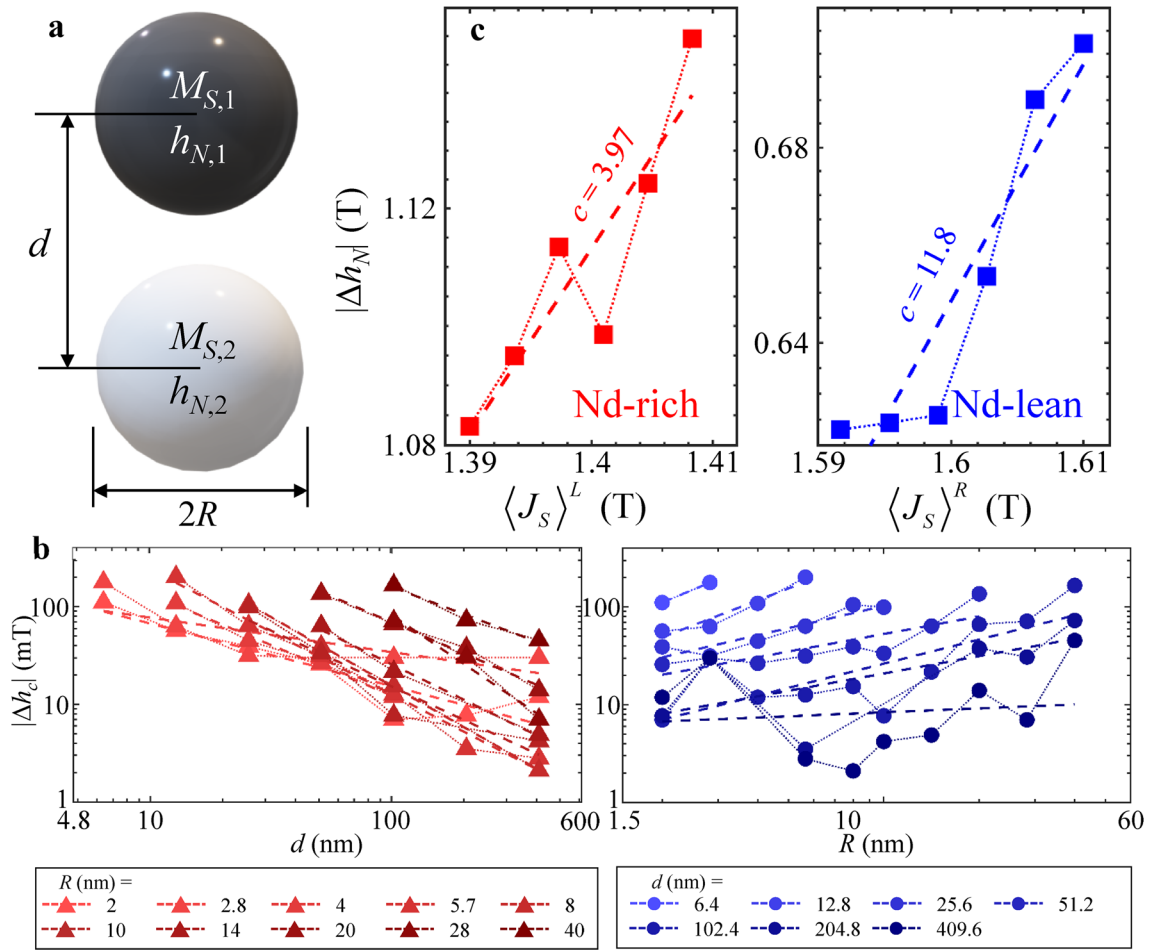 a
M_{S,1}
h_{N,1}
d
M_{S,2}
h_{N,2}
2R
c
|Δh_N| (T)
1.12
1.08
c = 3.97
Nd-rich
1.39 1.4 1.41
⟨J_S⟩^L (T)
0.68
0.64
c = 11.8
Nd-lean
1.59 1.6 1.61
⟨J_S⟩^R (T)
b
|Δh_c| (mT)
100
10
1
4.8 10 100 600
d (nm)
100
10
1
1.5 10 60
R (nm)
R (nm) =
2 2.8 4 5.7 8
10 14 20 28 40
d (nm) =
6.4 12.8 25.6 51.2
102.4 204.8 409.6